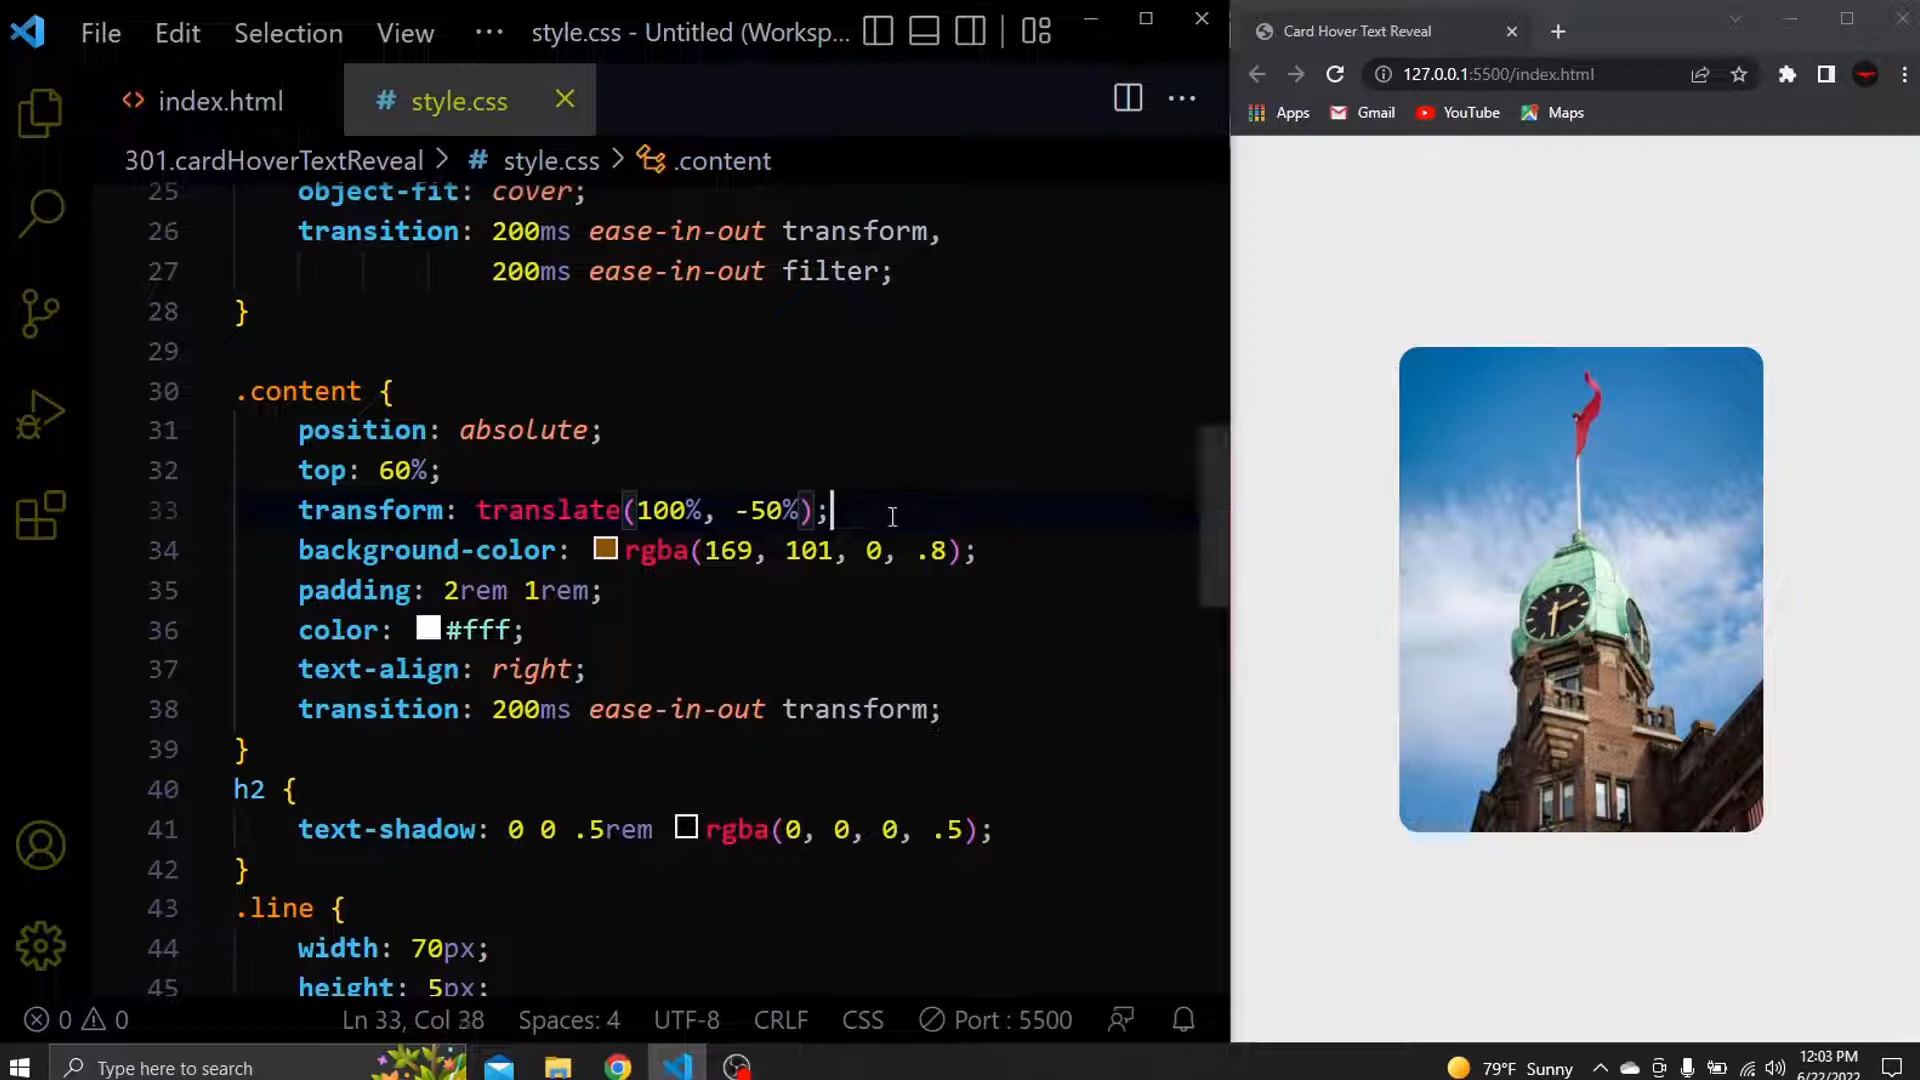 File Edit Selection View ··· style.css - Untitled (Worksp...
index.html # style.css
301.cardHoverTextReveal > # style.css > .content
25 object-fit: cover;
26 transition: 200ms ease-in-out transform,
27 200ms ease-in-out filter;
28 }
29
30 .content {
31 position: absolute;
32 top: 60%;
33 transform: translate(100%, -50%);
34 background-color: rgba(169, 101, 0, .8);
35 padding: 2rem 1rem;
36 color: #fff;
37 text-align: right;
38 transition: 200ms ease-in-out transform;
39 }
40 h2 {
41 text-shadow: 0 0 .5rem rgba(0, 0, 0, .5);
42 }
43 .line {
44 width: 70px;
45 height: 5px;
0 0 Ln 33, Col 38 Spaces: 4 UTF-8 CRLF CSS Port : 5500
Card Hover Text Reveal
127.0.0.1:5500/index.html
Apps Gmail YouTube Maps
Type here to search
79°F Sunny
12:03 PM
6/22/2022